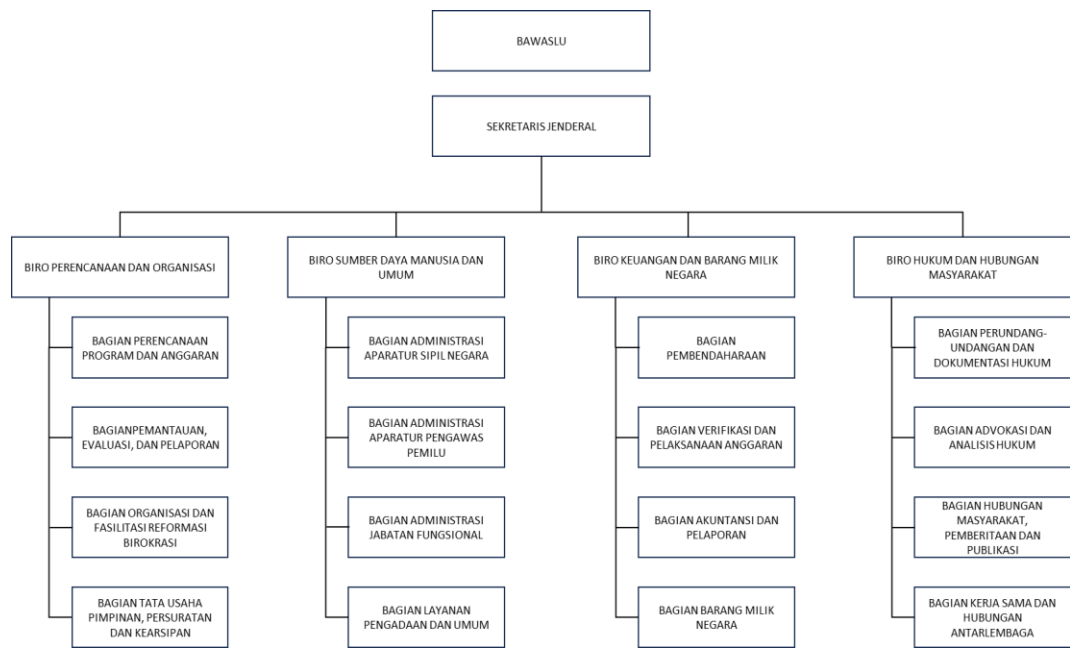 BAWASLU
SEKRETARIS JENDERAL
BIRO PERENCANAAN DAN ORGANISASI
BAGIAN PERENCANAAN
PROGRAM DAN ANGGARAN
BAGIANPEMANTAUAN,
EVALUASI, DAN PELAPORAN
BAGIAN ORGANISASI DAN
FASILITASI REFORMASI
BIROKRASI
BAGIAN TATA USAHA
PIMPINAN, PERSURATAN
DAN KEARSIPAN
BIRO SUMBER DAYA MANUSIA DAN
UMUM
BAGIAN ADMINISTRASI
APARATUR SIPIL NEGARA
BAGIAN ADMINISTRASI
APARATUR PENGAWAS
PEMILU
BAGIAN ADMINISTRASI
JABATAN FUNGSIONAL
BAGIAN LAYANAN
PENGADAAN DAN UMUM
BIRO KEUANGAN DAN BARANG MILIK
NEGARA
BAGIAN
PEMBENDAHARAAN
BAGIAN VERIFIKASI DAN
PELAKSANAAN ANGGARAN
BAGIAN AKUNTANSI DAN
PELAPORAN
BAGIAN BARANG MILIK
NEGARA
BIRO HUKUM DAN HUBUNGAN
MASYARAKAT
BAGIAN PERUNDANG-
UNDANGAN DAN
DOKUMENTASI HUKUM
BAGIAN ADVOKASI DAN
ANALISIS HUKUM
BAGIAN HUBUNGAN
MASYARAKAT,
PEMBERITAAN DAN
PUBLIKASI
BAGIAN KERJA SAMA DAN
HUBUNGAN
ANTARLEMBAGA